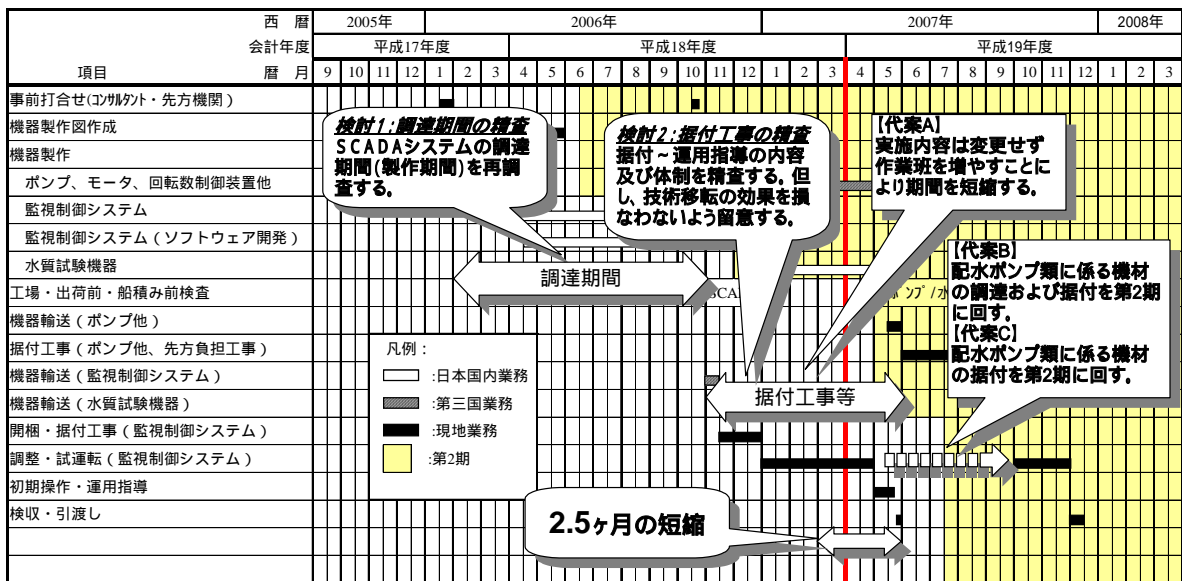 西 暦 2005年 2006年 2007年 2008年
会計年度 平成17年度 平成18年度 平成19年度
項目 暦 月 9 10 11 12 1 2 3 4 5 6 7 8 9 10 11 12 1 2 3 4 5 6 7 8 9 10 11 12 1 2 3
事前打合せ(コンサルタント・先方機関)
機器製作図作成
機器製作
ポンプ、モータ、回転数制御装置他
監視制御システム
監視制御システム(ソフトウェア開発)
水質試験機器
工場・出荷前・船積み前検査
機器輸送(ポンプ他)
据付工事(ポンプ他、先方負担工事)
機器輸送(監視制御システム)
機器輸送(水質試験機器)
開梱・据付工事(監視制御システム)
調整・試運転(監視制御システム)
初期操作・運用指導
検収・引渡し
検討1:調達期間の精査
SCADAシステムの調達
期間(製作期間)を再調
査する。
検討2:据付工事の精査
据付~運用指導の内容
及び体制を精査する。但
し、技術移転の効果を損
なわないよう留意する。
【代案A】
実施内容は変更せず
作業班を増やすことに
より期間を短縮する。
【代案B】
配水ポンプ類に係る機材
の調達および据付を第2期
に回す。
【代案C】
配水ポンプ類に係る機材
の据付を第2期に回す。
調達期間
SCA
ンプ/水
据付工事等
凡例:
:日本国内業務
:第三国業務
:現地業務
:第2期
2.5ヶ月の短縮